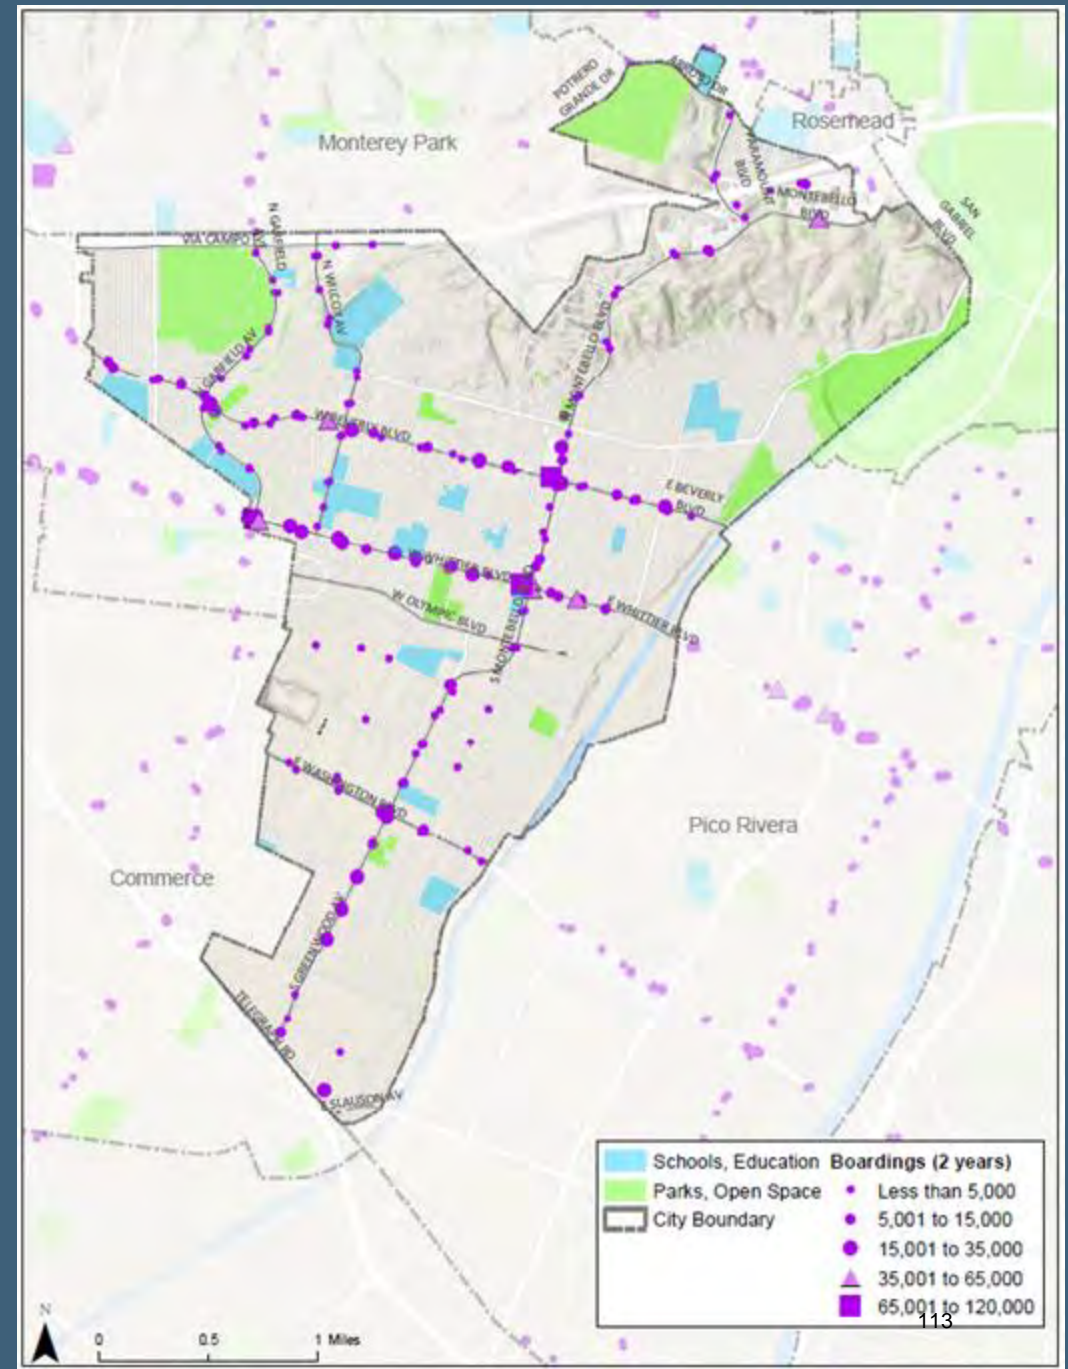 POTRERO
GRANDE DR
ARROYO DR
Rosemead
Monterey Park
PARAMOUNT
BLVD
MONTEBELLO
BLVD
SAN
GABRIEL
BLVD
VIA CAMPO
N GARFIELD
AV
N WILCOX AV
GARFIELD AV
N MONTEBELLO BLVD
W BEVERLY BLVD
E BEVERLY
BLVD
W WHITTIER BLVD
E WHITTIER BLVD
W OLYMPIC BLVD
S MONTEBELLO
E WASHINGTON BLVD
Pico Rivera
Commerce
S GREENWOOD AV
TELEGRAPH RD
SLAUSON AV
Schools, Education
Parks, Open Space
City Boundary
Boardings (2 years)
Less than 5,000
5,001 to 15,000
15,001 to 35,000
35,001 to 65,000
65,001 to 120,000
113
N
0 0.5 1 Miles